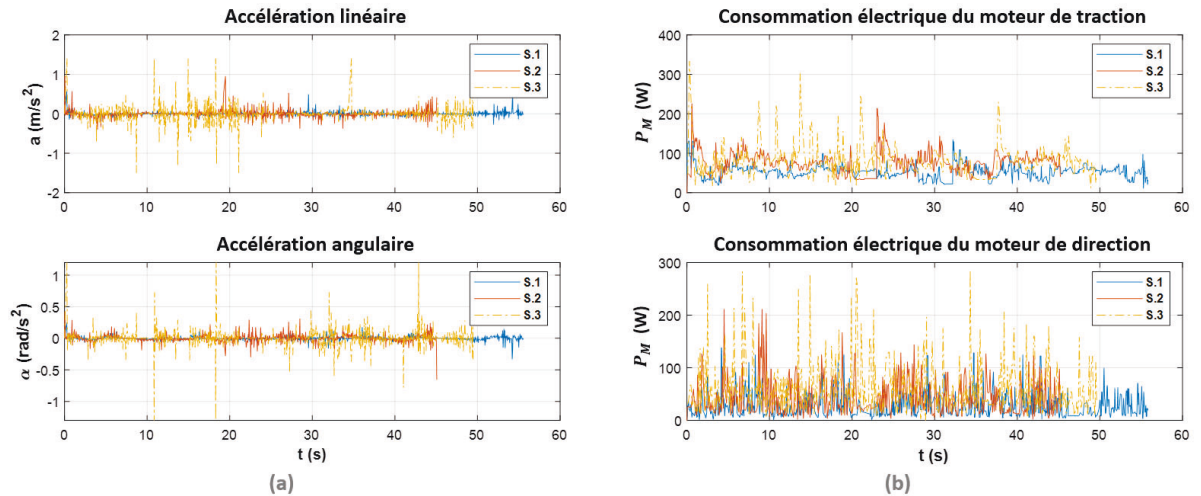 Accélération linéaire
a (m/s²)
2
1
0
-1
-2
S.1
S.2
S.3
0 10 20 30 40 50 60
Accélération angulaire
α (rad/s²)
1
0.5
0
-0.5
-1
S.1
S.2
S.3
0 10 20 30 40 50 60
t (s)
(a)
Consommation électrique du moteur de traction
P_M (W)
400
300
200
100
0
S.1
S.2
S.3
0 10 20 30 40 50 60
Consommation électrique du moteur de direction
P_M (W)
300
200
100
0
S.1
S.2
S.3
0 10 20 30 40 50 60
t (s)
(b)